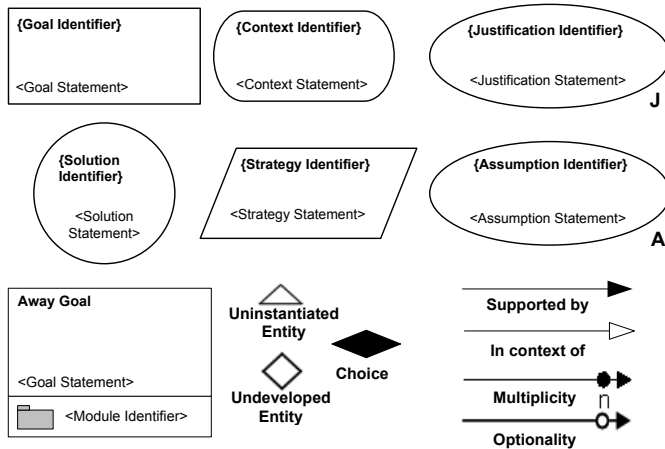 {Goal Identifier}
<Goal Statement>
{Context Identifier}
<Context Statement>
{Justification Identifier}
<Justification Statement>
J
{Solution
Identifier}
<Solution
Statement>
{Strategy Identifier}
<Strategy Statement>
{Assumption Identifier}
<Assumption Statement>
A
Away Goal
<Goal Statement>
<Module Identifier>
Uninstantiated
Entity
Undeveloped
Entity
Choice
Supported by
In context of
Multiplicity
n
Optionality